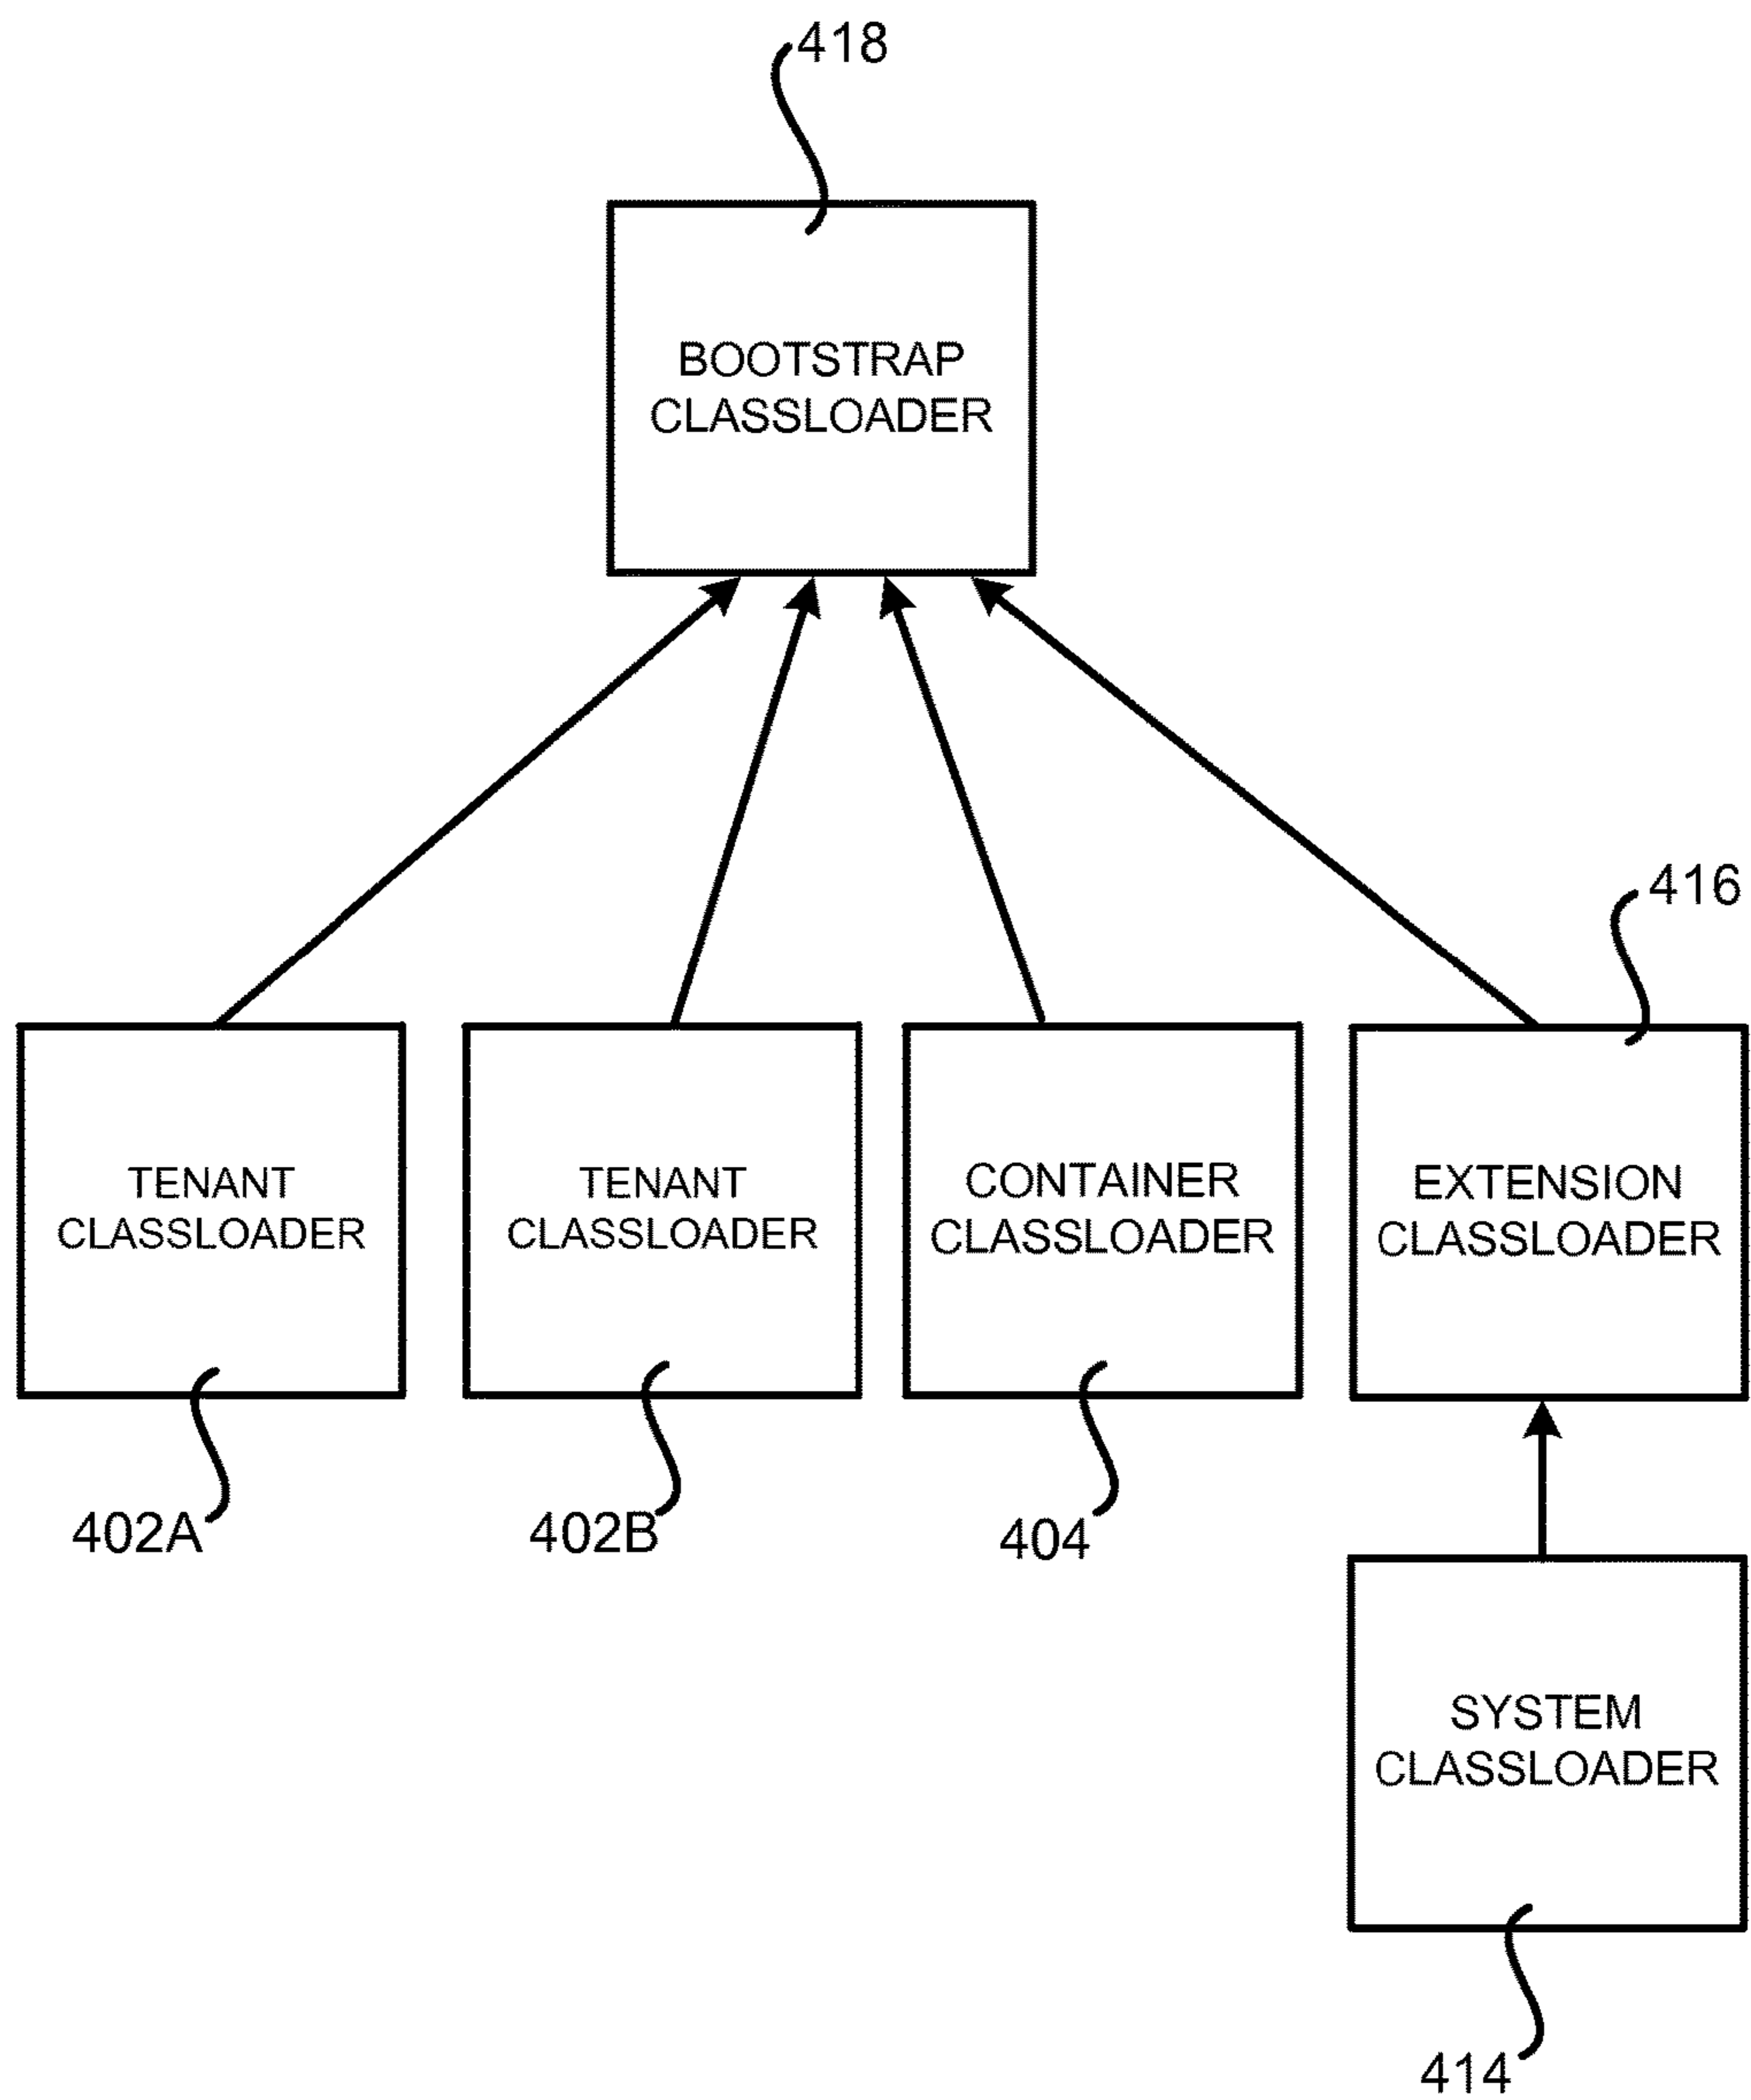 418
BOOTSTRAP
CLASSLOADER
416
TENANT
CLASSLOADER
TENANT
CLASSLOADER
CONTAINER
CLASSLOADER
EXTENSION
CLASSLOADER
402A
402B
404
SYSTEM
CLASSLOADER
414